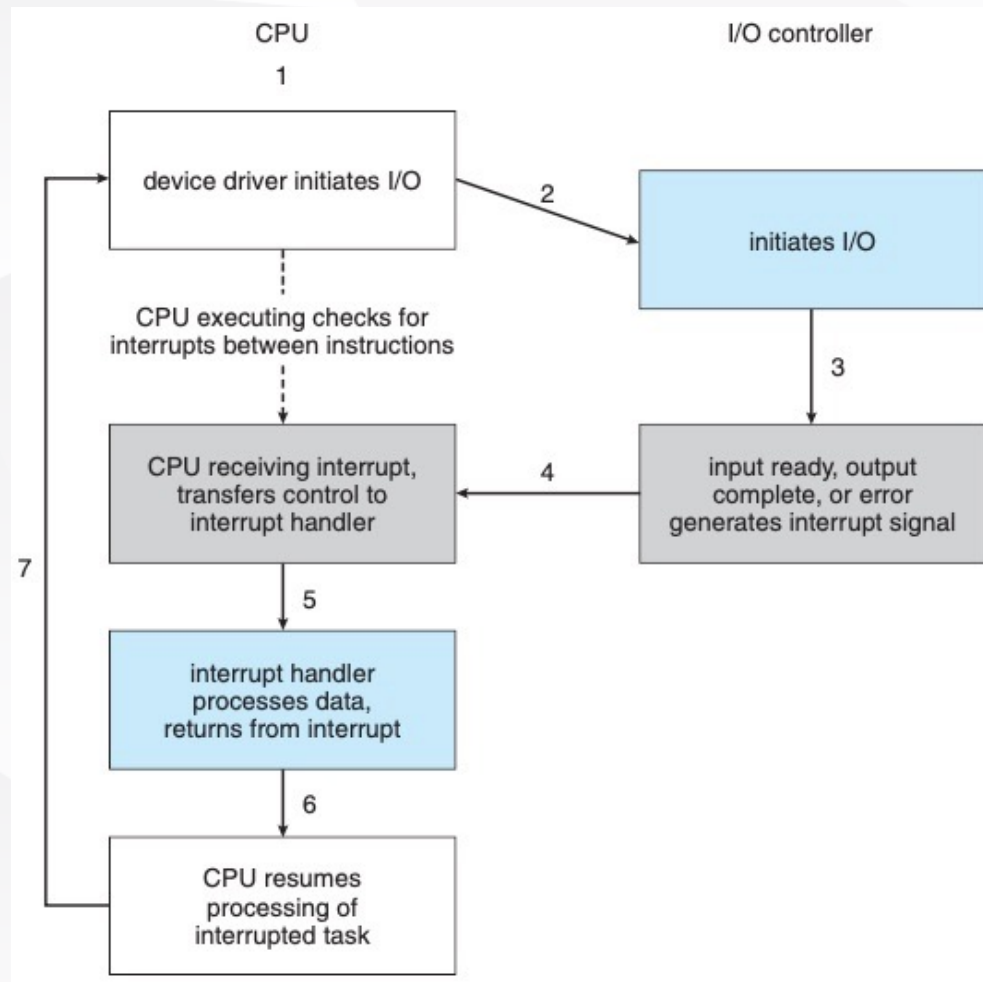 CPU
I/O controller
1
device driver initiates I/O
2
initiates I/O
CPU executing checks for
interrupts between instructions
3
CPU receiving interrupt,
transfers control to
interrupt handler
4
input ready, output
complete, or error
generates interrupt signal
7
5
interrupt handler
processes data,
returns from interrupt
6
CPU resumes
processing of
interrupted task